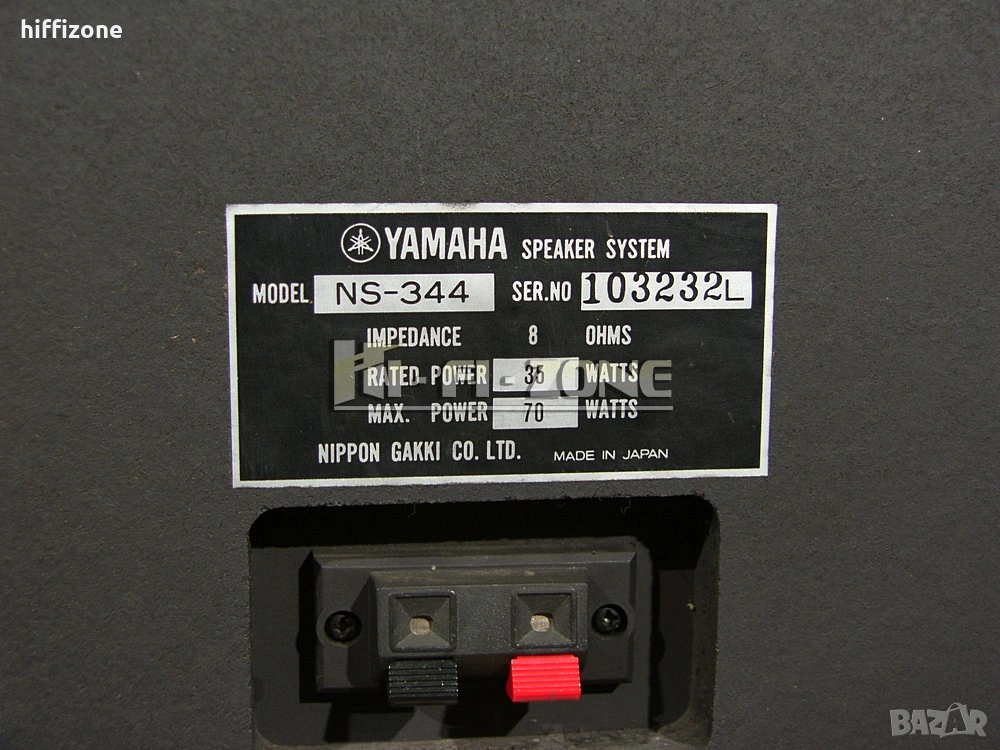 hiffizone
YAMAHA SPEAKER SYSTEM
MODEL NS-344 SER.NO 103232L
IMPEDANCE 8 OHMS
Hi-Fi-ZONE
RATED POWER 35 WATTS
MAX. POWER 70 WATTS
NIPPON GAKKI CO. LTD. MADE IN JAPAN
BAZAR